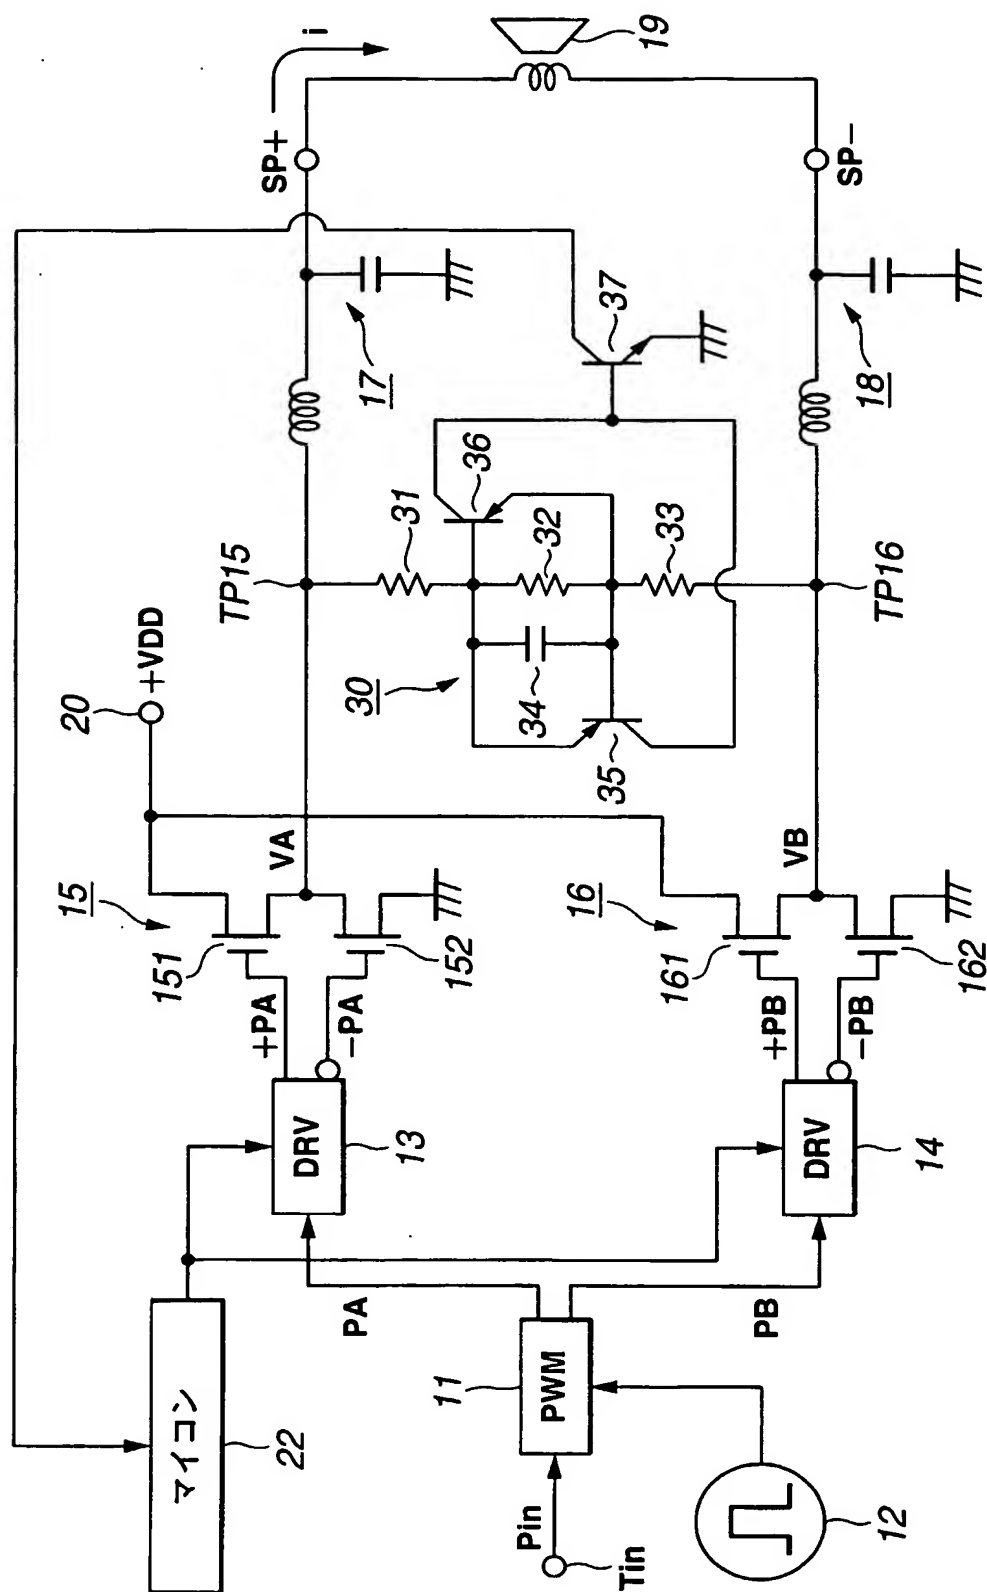 マイコン
22
20
+VDD
15
151
152
+PA
-PA
VA
DRV
13
TP15
SP+
i
17
19
31
36
32
33
30
34
35
37
PA
11
PWM
Pin
Tin
12
PB
16
161
162
+PB
-PB
VB
DRV
14
TP16
18
SP-